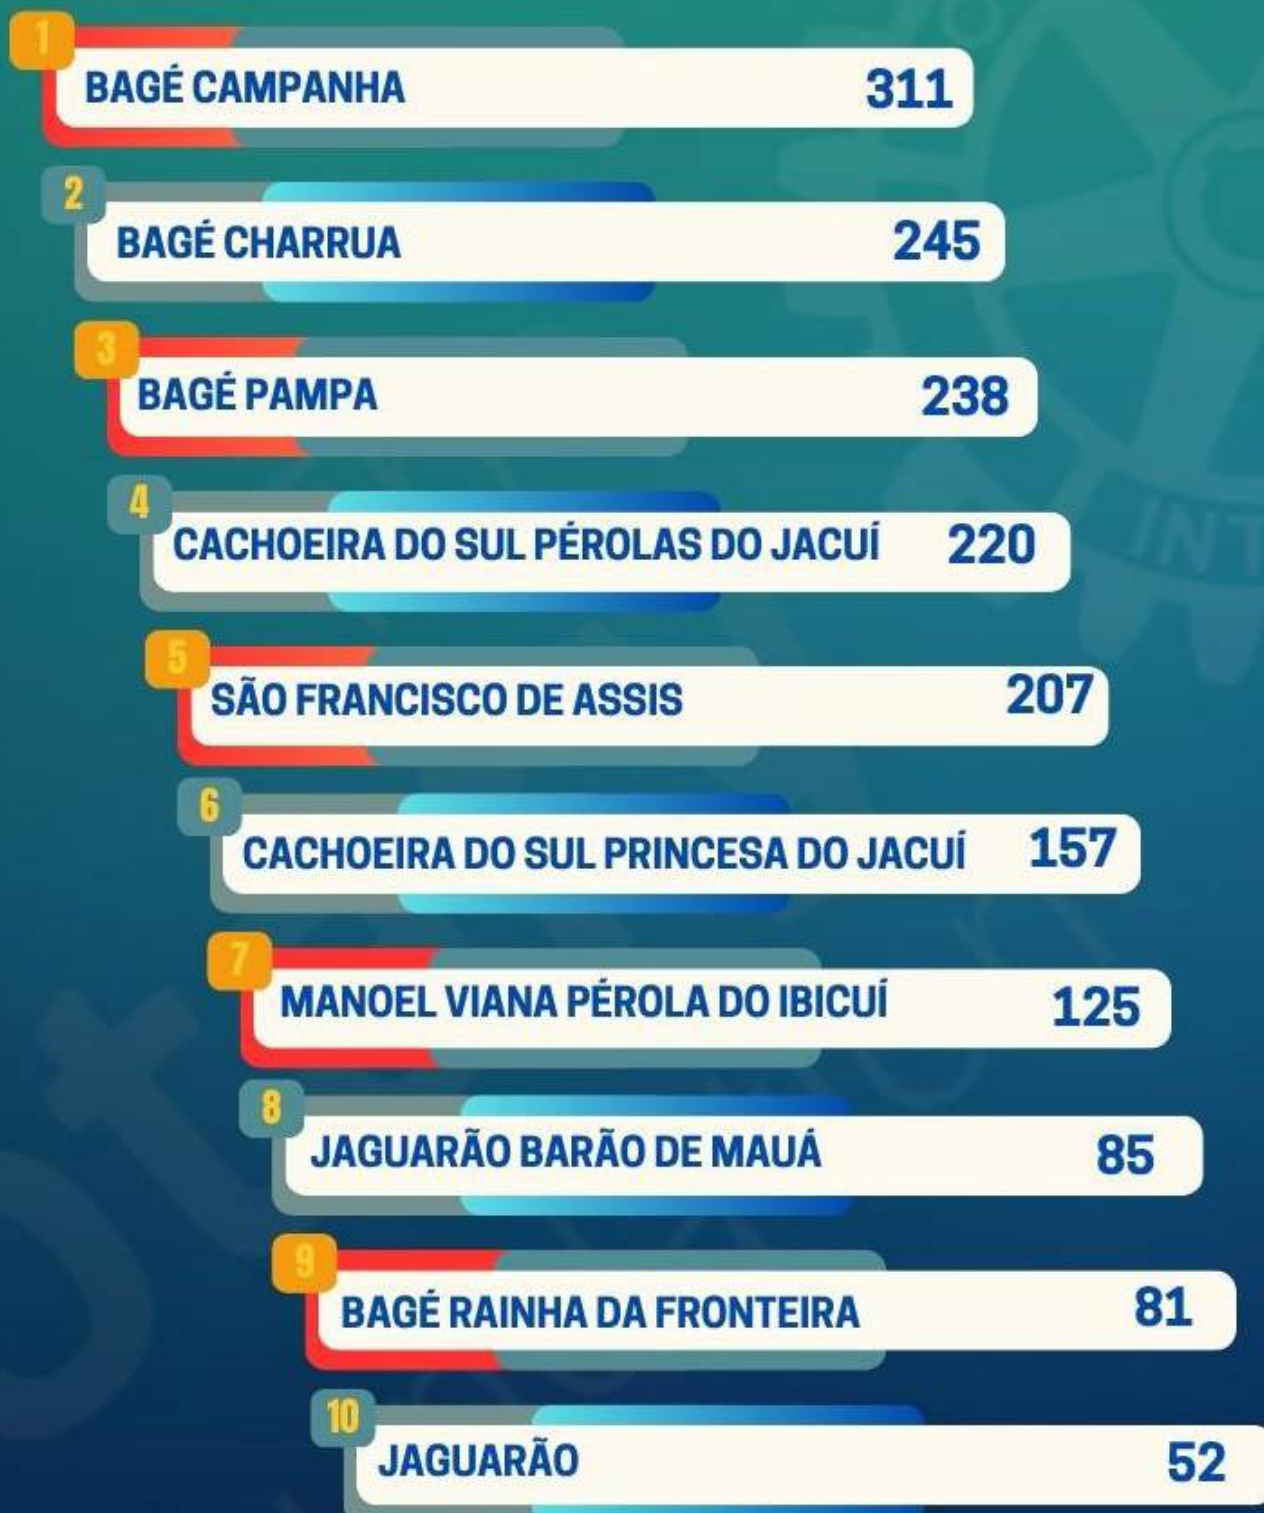 1
BAGÉ CAMPANHA 311
2
BAGÉ CHARRUA 245
3
BAGÉ PAMPA 238
4
CACHOEIRA DO SUL PÉROLAS DO JACUÍ 220
5
SÃO FRANCISCO DE ASSIS 207
6
CACHOEIRA DO SUL PRINCESA DO JACUÍ 157
7
MANOEL VIANA PÉROLA DO IBICUÍ 125
8
JAGUARÃO BARÃO DE MAUÁ 85
9
BAGÉ RAINHA DA FRONTEIRA 81
10
JAGUARÃO 52
INT